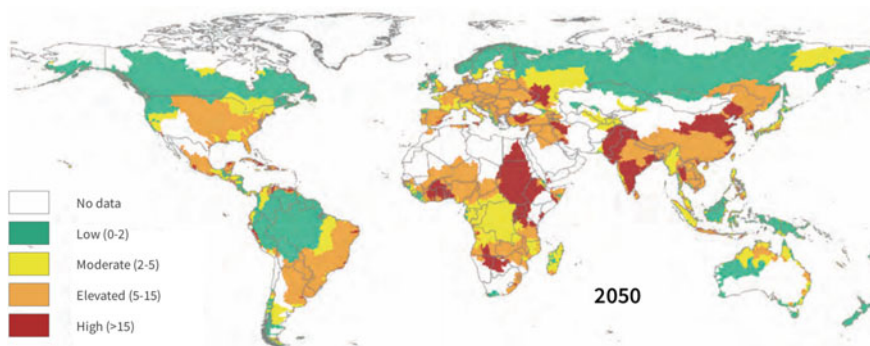 No data
Low (0-2)
Moderate (2-5)
Elevated (5-15)
High (>15)
2050